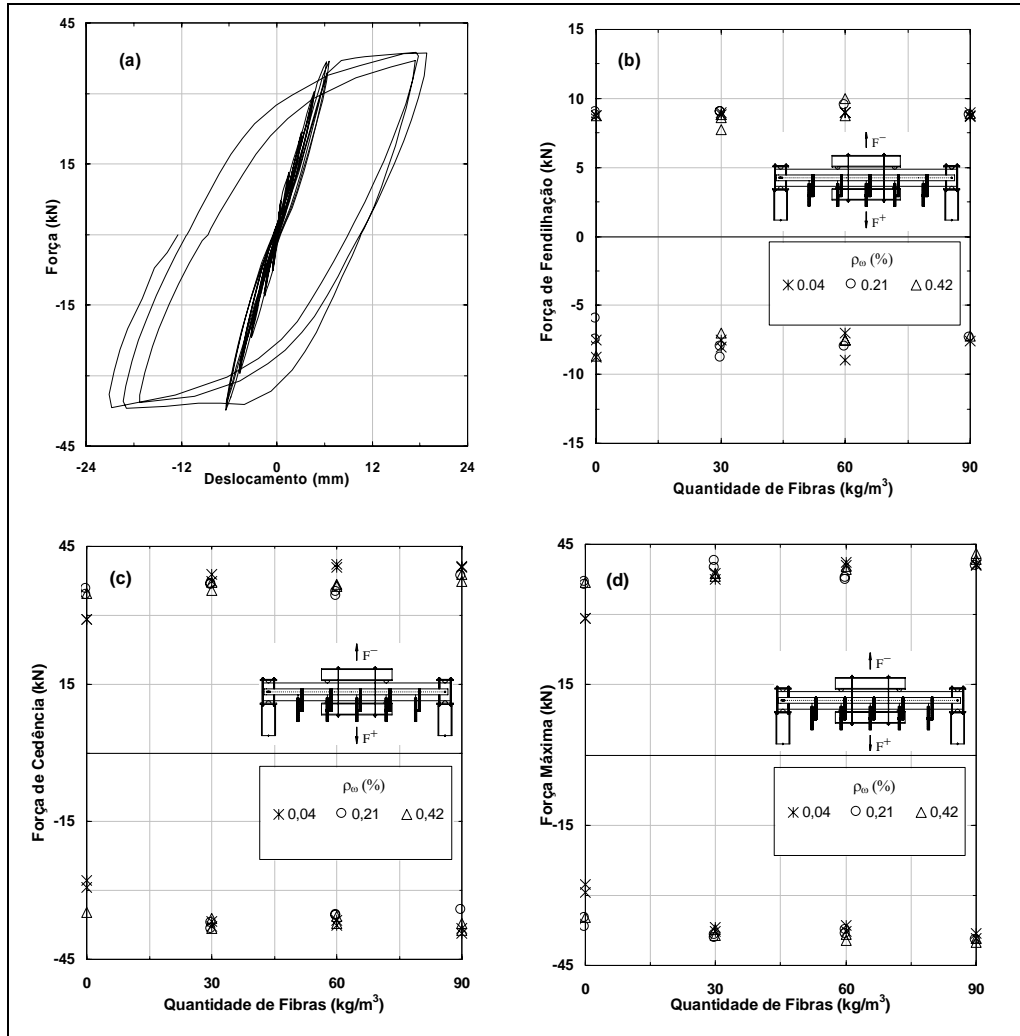 (a)
Força (kN)
45
15
-15
-45
-24
-12
0
12
24
Deslocamento (mm)
(b)
Força de Fendilhação (kN)
15
10
5
0
-5
-10
-15
F⁻
F⁺
ρω (%)
0.04 0.21 0.42
0
30
60
90
Quantidade de Fibras (kg/m³)
(c)
Força de Cedência (kN)
45
15
-15
-45
F⁻
F⁺
ρω (%)
0,04 0,21 0,42
0
30
60
90
Quantidade de Fibras (kg/m³)
(d)
Força Máxima (kN)
45
15
-15
-45
F⁻
F⁺
ρω (%)
0,04 0,21 0,42
0
30
60
90
Quantidade de Fibras (kg/m³)